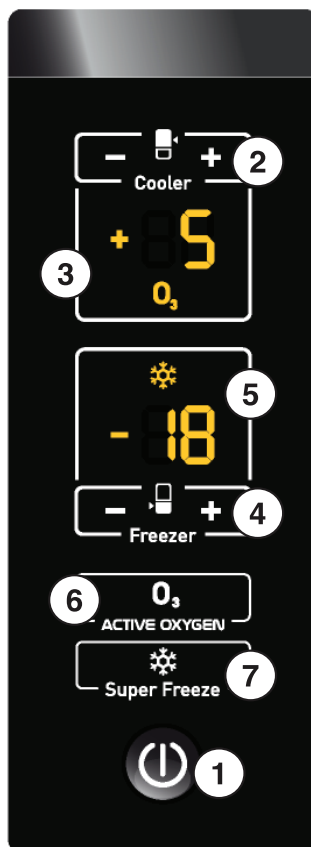 − + 2
Cooler
+ 5
3
O₃
5
- 18
− + 4
Freezer
6 O₃
ACTIVE OXYGEN
7
Super Freeze
1